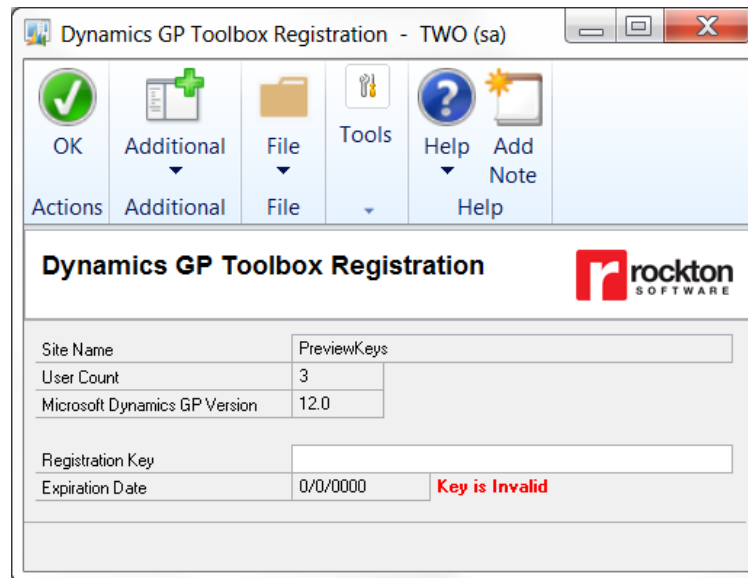 Dynamics GP Toolbox Registration - TWO (sa)
OK Additional File Tools Help Add Note
Actions Additional File Help
Dynamics GP Toolbox Registration
r rockton
SOFTWARE
Site Name PreviewKeys
User Count 3
Microsoft Dynamics GP Version 12.0
Registration Key
Expiration Date 0/0/0000 Key is Invalid